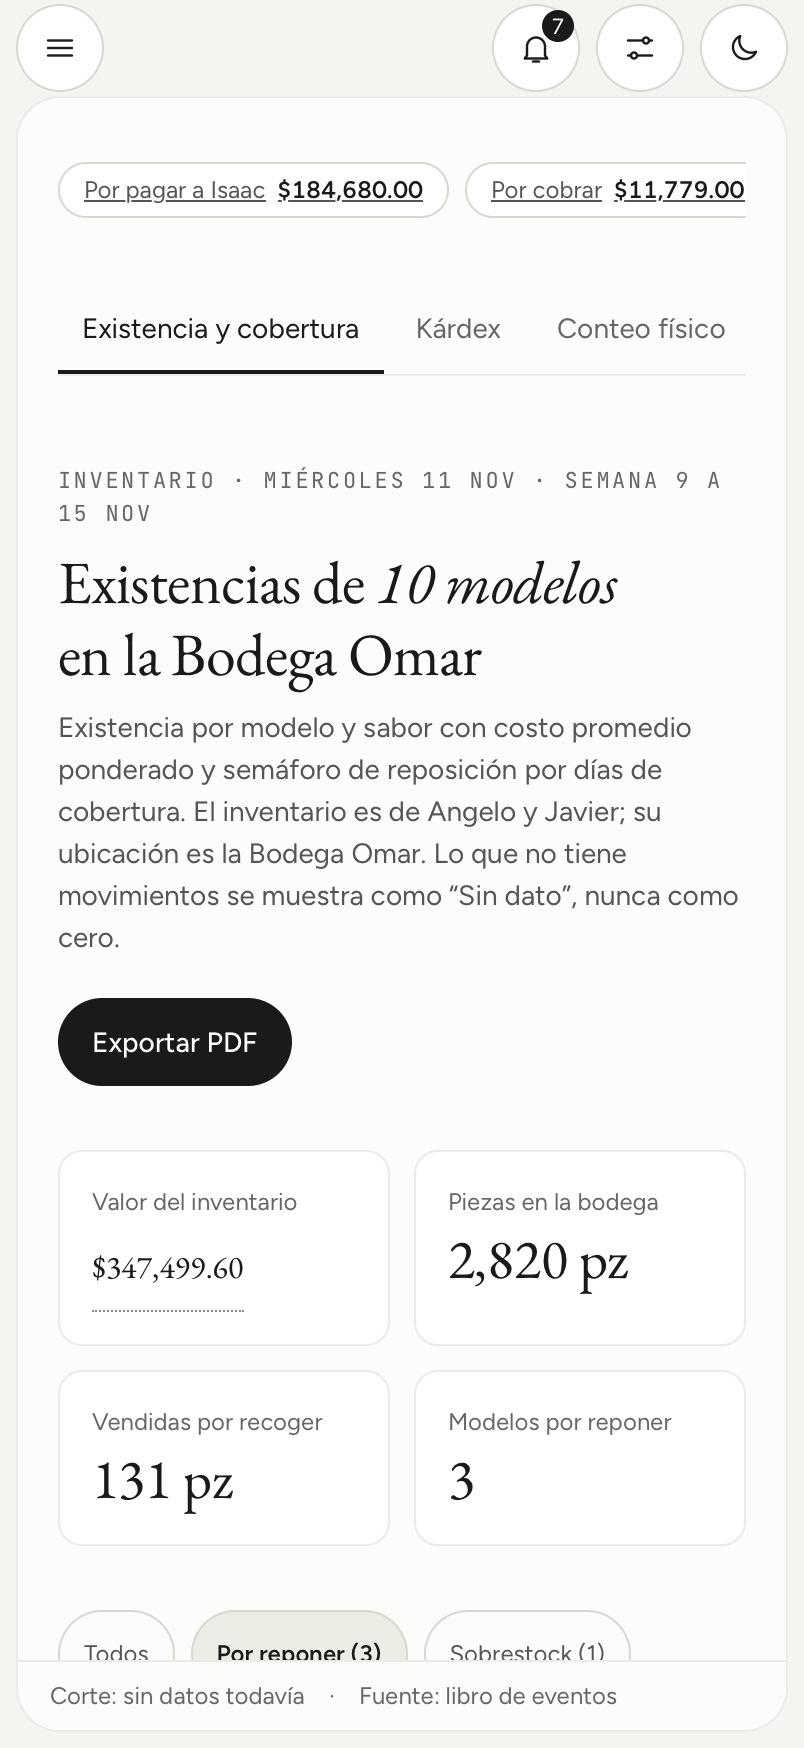 7
Por pagar a Isaac $184,680.00 Por cobrar $11,779.00
Existencia y cobertura Kárdex Conteo físico
INVENTARIO · MIÉRCOLES 11 NOV · SEMANA 9 A
15 NOV
Existencias de 10 modelos
en la Bodega Omar
Existencia por modelo y sabor con costo promedio
ponderado y semáforo de reposición por días de
cobertura. El inventario es de Angelo y Javier; su
ubicación es la Bodega Omar. Lo que no tiene
movimientos se muestra como “Sin dato”, nunca como
cero.
Exportar PDF
Valor del inventario
$347,499.60
Piezas en la bodega
2,820 pz
Vendidas por recoger
131 pz
Modelos por reponer
3
Todos Por reponer (3) Sobrestock (1)
Corte: sin datos todavía · Fuente: libro de eventos